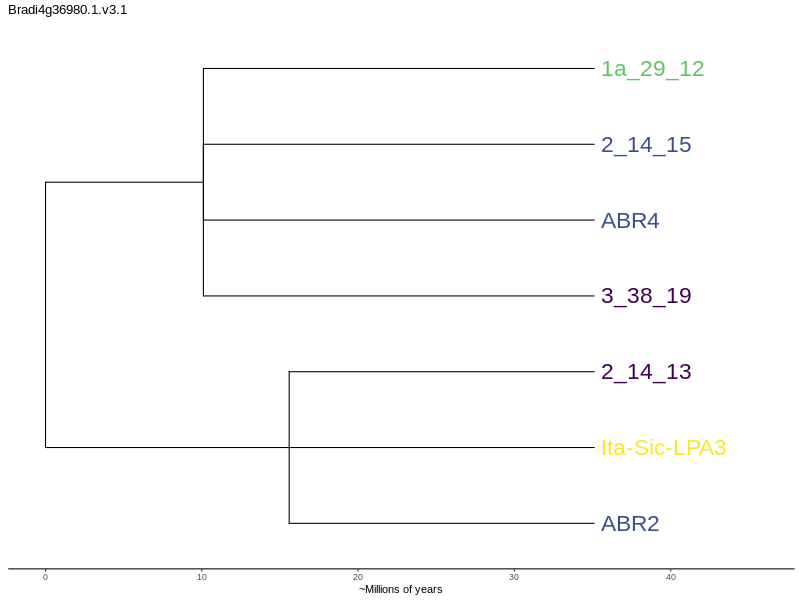 Bradi4g36980.1.v3.1
1a_29_12
2_14_15
ABR4
3_38_19
2_14_13
Ita-Sic-LPA3
ABR2
0 10 20 30 40
~Millions of years